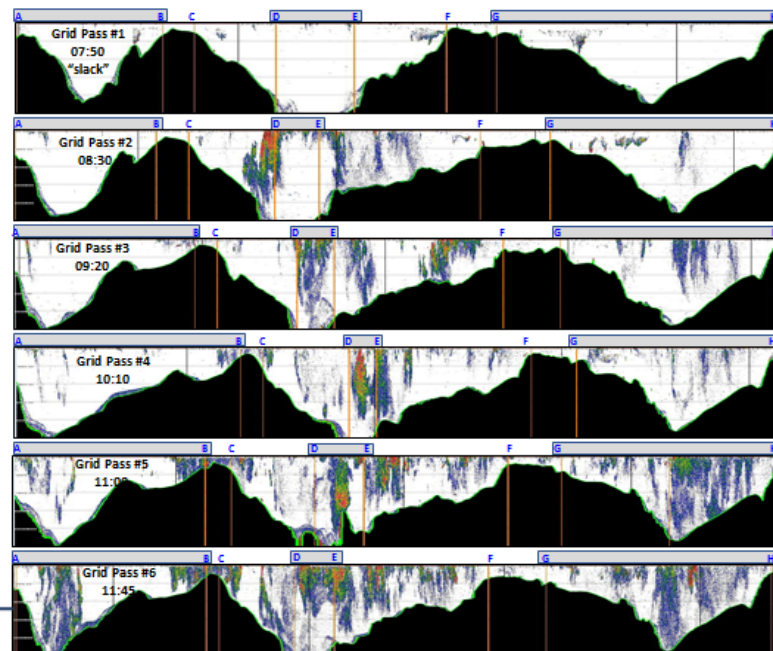 A B C D E F G
Grid Pass #1
07:50
"slack"
A B C D E F G H
Grid Pass #2
08:30
A B C D E F G
Grid Pass #3
09:20
A B C D E F G H
Grid Pass #4
10:10
A B C D E F G H
Grid Pass #5
A B C D E F G H
Grid Pass #6
11:45